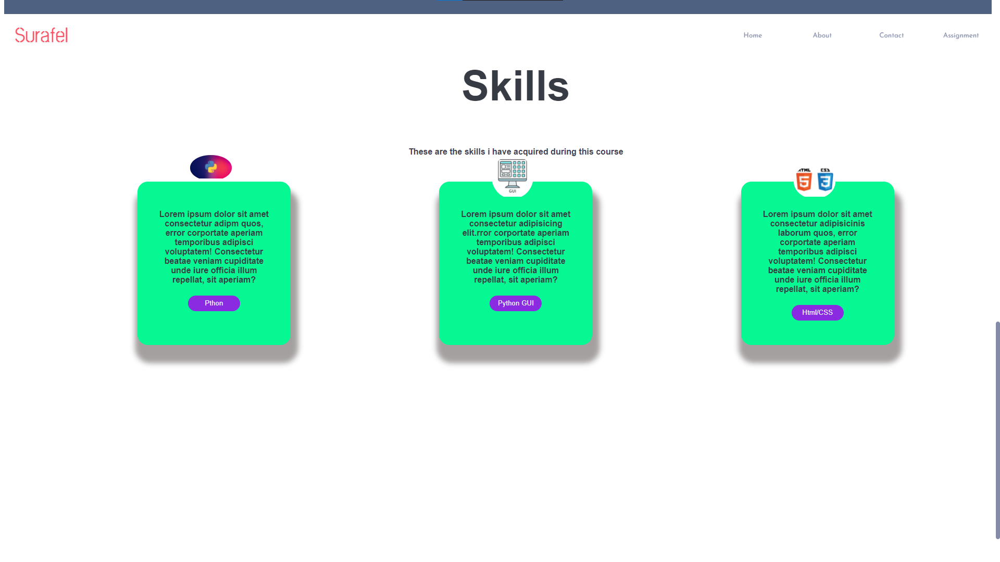 Surafel
Home
About
Contact
Assignment
Skills
These are the skills i have acquired during this course
GUI
HTML
CSS
5
3
Lorem ipsum dolor sit amet
consectetur adipm quos,
error corportate aperiam
temporibus adipisci
voluptatem! Consectetur
beatae veniam cupiditate
unde iure officia illum
repellat, sit aperiam?
Pthon
Lorem ipsum dolor sit amet
consectetur adipisicing
elit.rror corportate aperiam
temporibus adipisci
voluptatem! Consectetur
beatae veniam cupiditate
unde iure officia illum
repellat, sit aperiam?
Python GUI
Lorem ipsum dolor sit amet
consectetur adipisicinis
laborum quos, error
corportate aperiam
temporibus adipisci
voluptatem! Consectetur
beatae veniam cupiditate
unde iure officia illum
repellat, sit aperiam?
Html/CSS